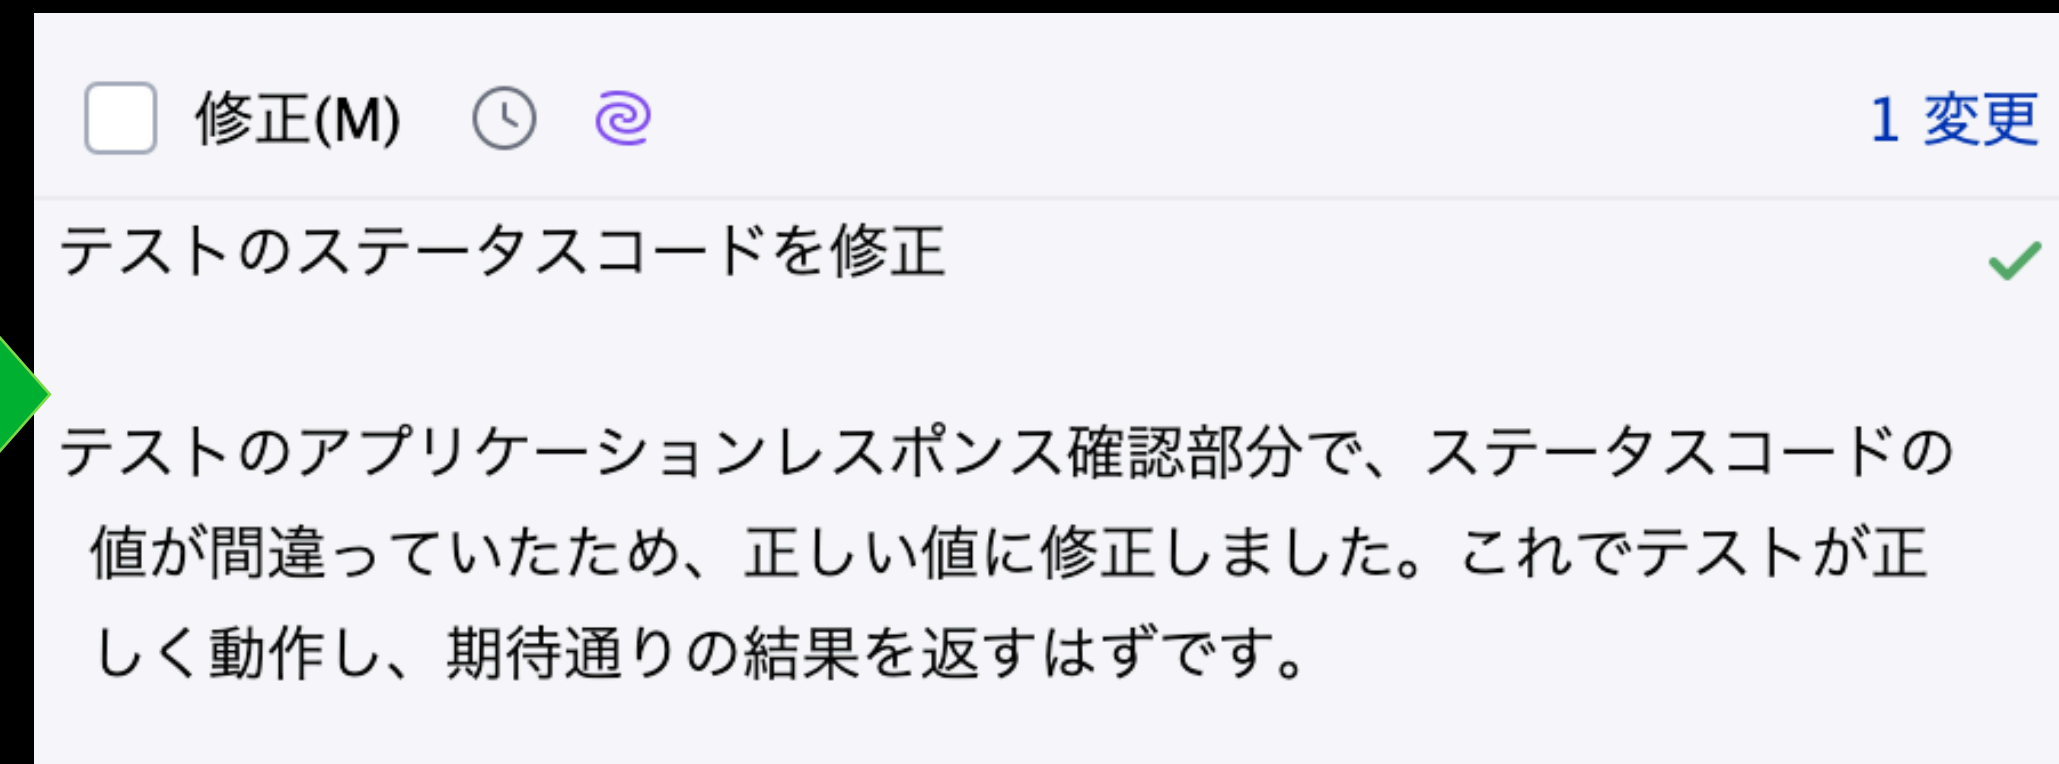 修正(M)
1 変更
テストのステータスコードを修正
テストのアプリケーションレスポンス確認部分で、ステータスコードの
値が間違っていたため、正しい値に修正しました。これでテストが正
しく動作し、期待通りの結果を返すはずです。